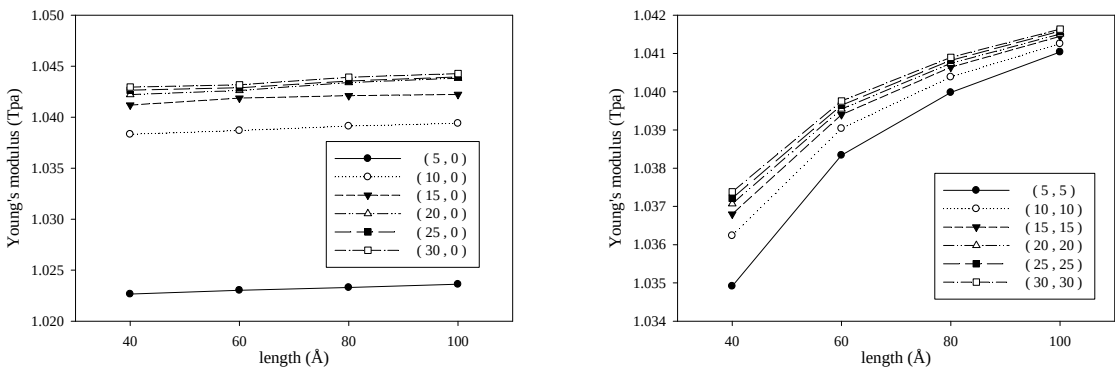 Young's modulus (Tpa)
1.050
1.045
1.040
1.035
1.030
1.025
1.020
( 5 , 0 )
( 10 , 0 )
( 15 , 0 )
( 20 , 0 )
( 25 , 0 )
( 30 , 0 )
40 60 80 100
length (Å)
Young's modulus (Tpa)
1.042
1.041
1.040
1.039
1.038
1.037
1.036
1.035
1.034
( 5 , 5 )
( 10 , 10 )
( 15 , 15 )
( 20 , 20 )
( 25 , 25 )
( 30 , 30 )
40 60 80 100
length (Å)